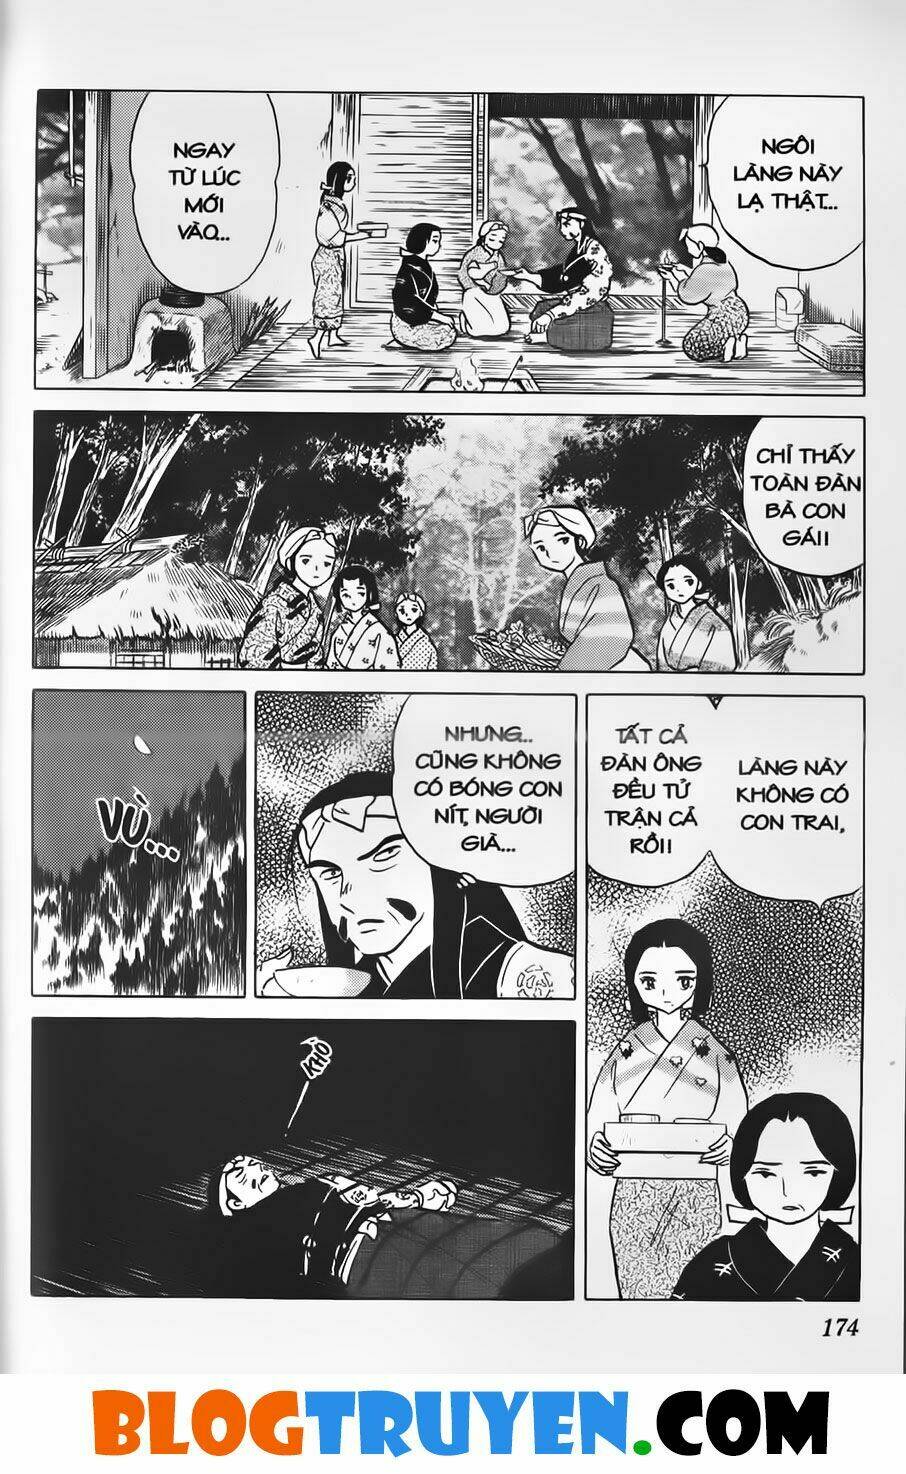 NGÔI
LÀNG NÀY
LẠ THẬT...
NGAY
TỪ LÚC
MỚI
VÀO...
CHỈ THẤY
TOÀN ĐÀN
BÀ CON
GÁI!
LÀNG NÀY
KHÔNG CÓ
CON TRAI,
TẤT CẢ
ĐÀN ÔNG
ĐỀU TỬ
TRẬN CẢ
RỒI!
NHƯNG...
CŨNG KHÔNG
CÓ BÓNG CON
NÍT, NGƯỜI
GIÀ...
VÙ...
KHÒ
174
BLOGTRUYEN.COM